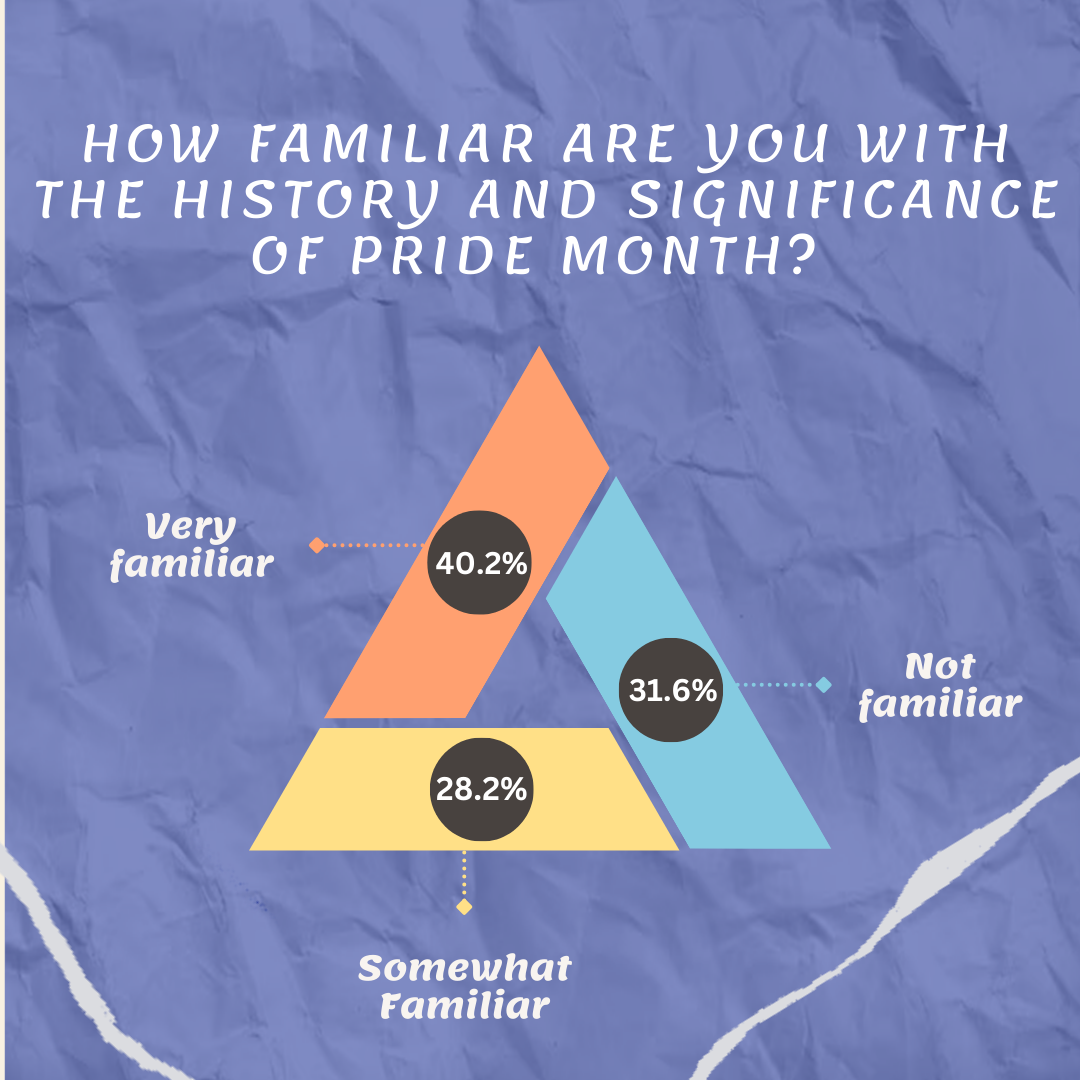 HOW FAMILIAR ARE YOU WITH
THE HISTORY AND SIGNIFICANCE
OF PRIDE MONTH?
Very
familiar
40.2%
Not
familiar
31.6%
28.2%
Somewhat
Familiar